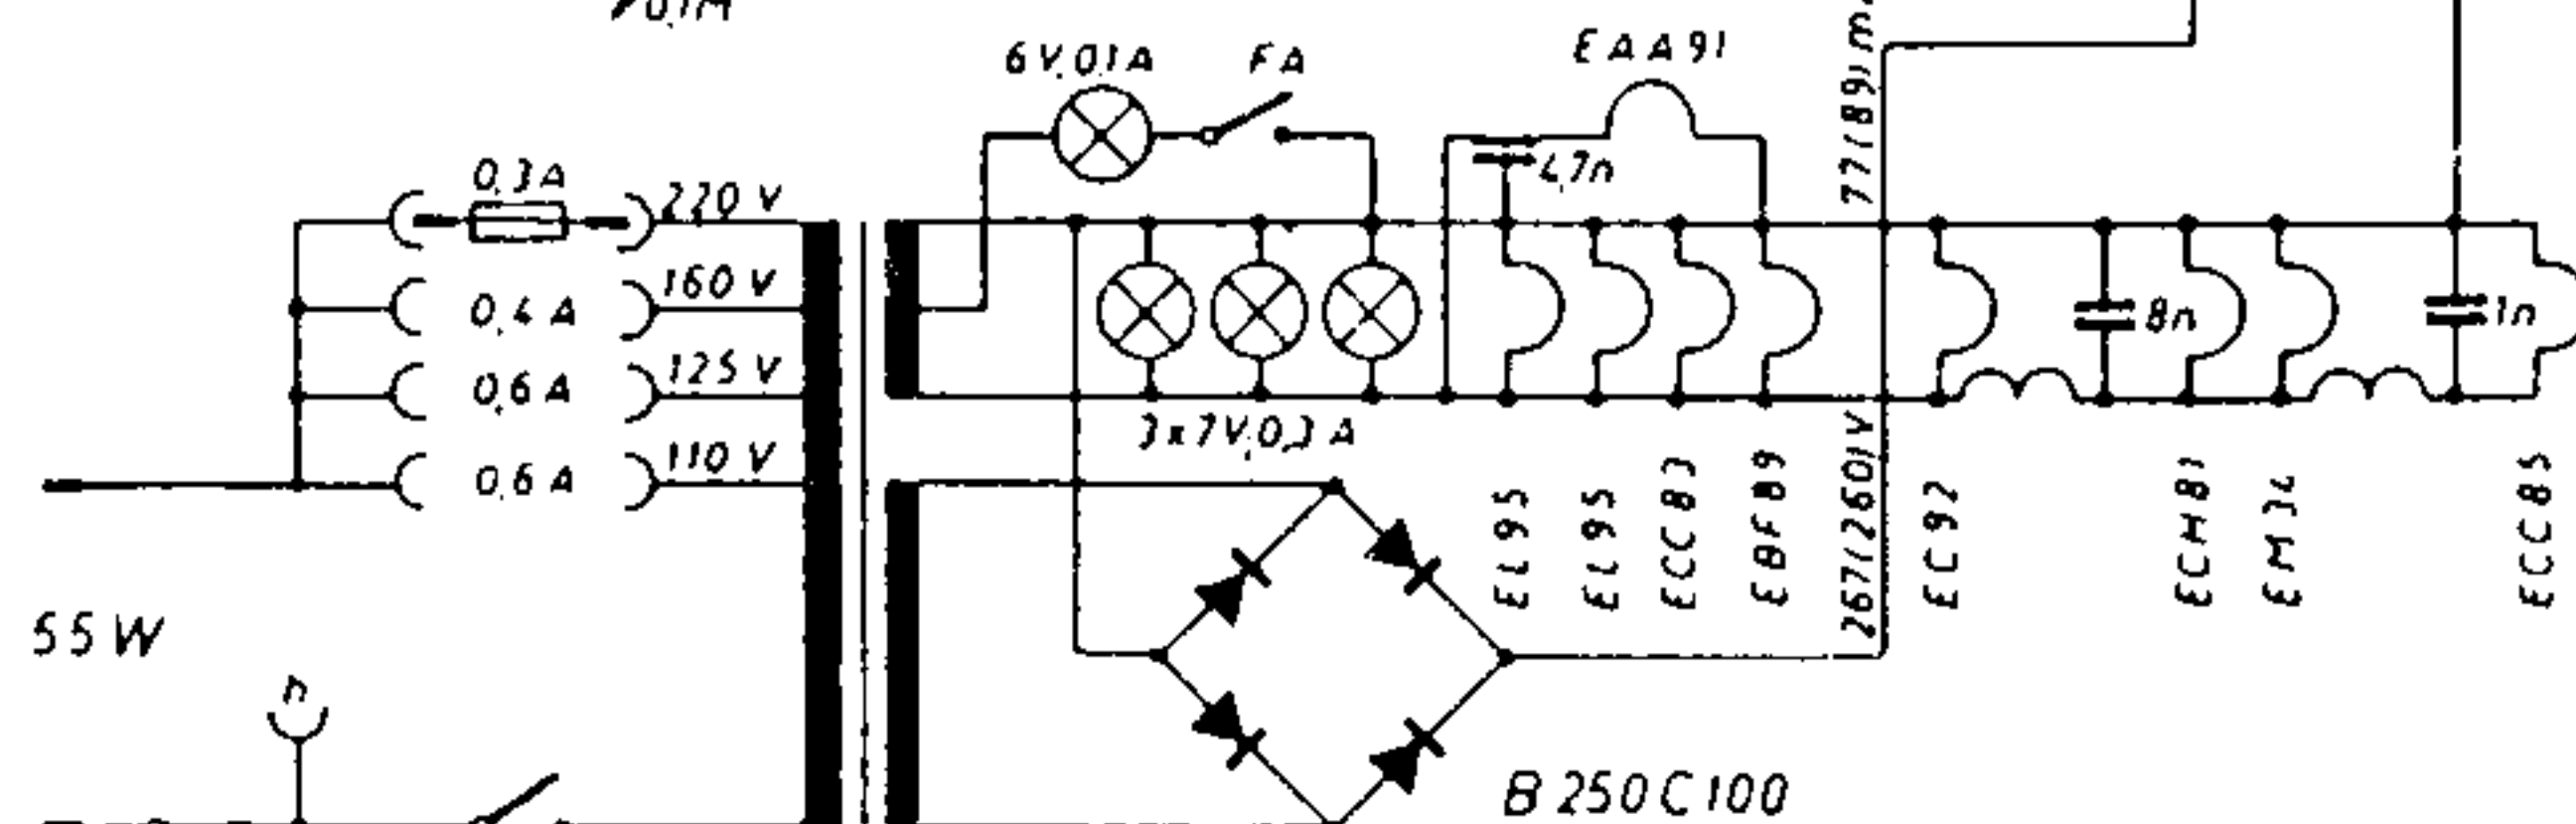 6V,0,1A
FA
EAA91
0,3A
220 V
4,7n
160 V
0,4 A
8n
1n
125 V
0,6 A
3x7V,0,3 A
110 V
0,6 A
EL95
EL95
ECC83
EBF89
267(260)V
EC92
ECH81
EM34
ECC85
55W
h
B250C100